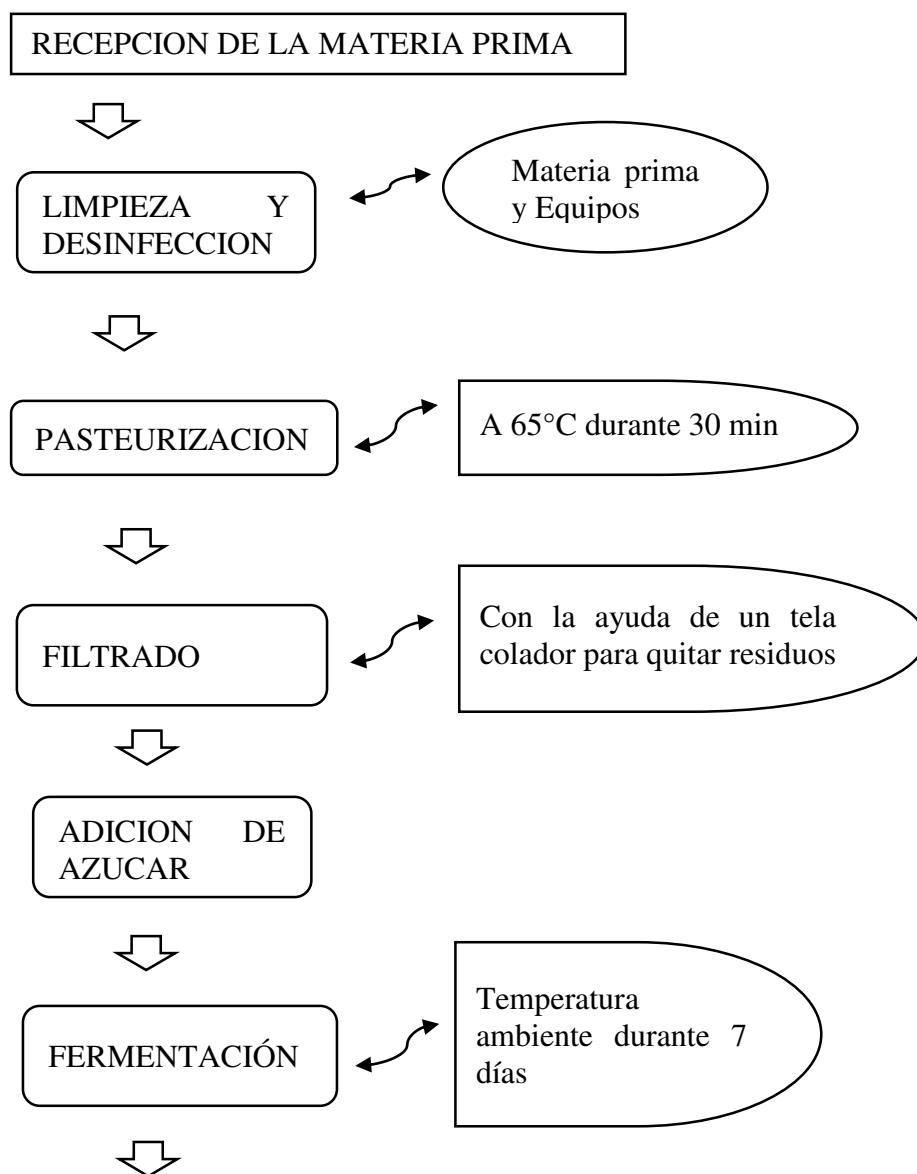 RECEPCION DE LA MATERIA PRIMA
LIMPIEZA Y
DESINFECCION
Materia prima
y Equipos
PASTEURIZACION
A 65°C durante 30 min
FILTRADO
Con la ayuda de un tela
colador para quitar residuos
ADICION DE
AZUCAR
FERMENTACIÓN
Temperatura
ambiente durante 7
días